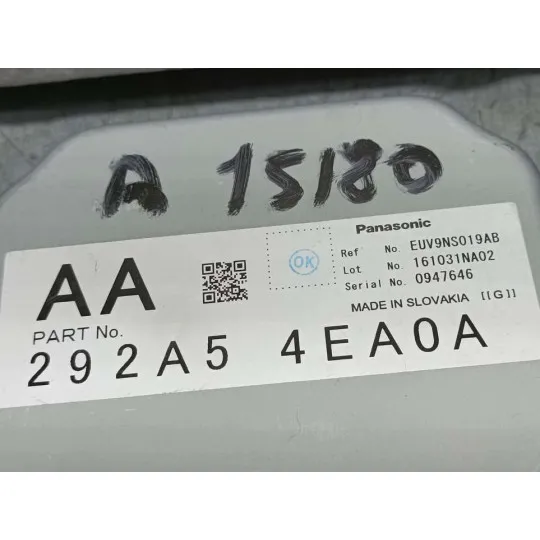 A 15180
Panasonic
AA
OK
Ref No. EUV9NS019AB
Lot No. 161031NA02
Serial No. 0947646
MADE IN SLOVAKIA [[G]]
PART No.
292A5 4EA0A